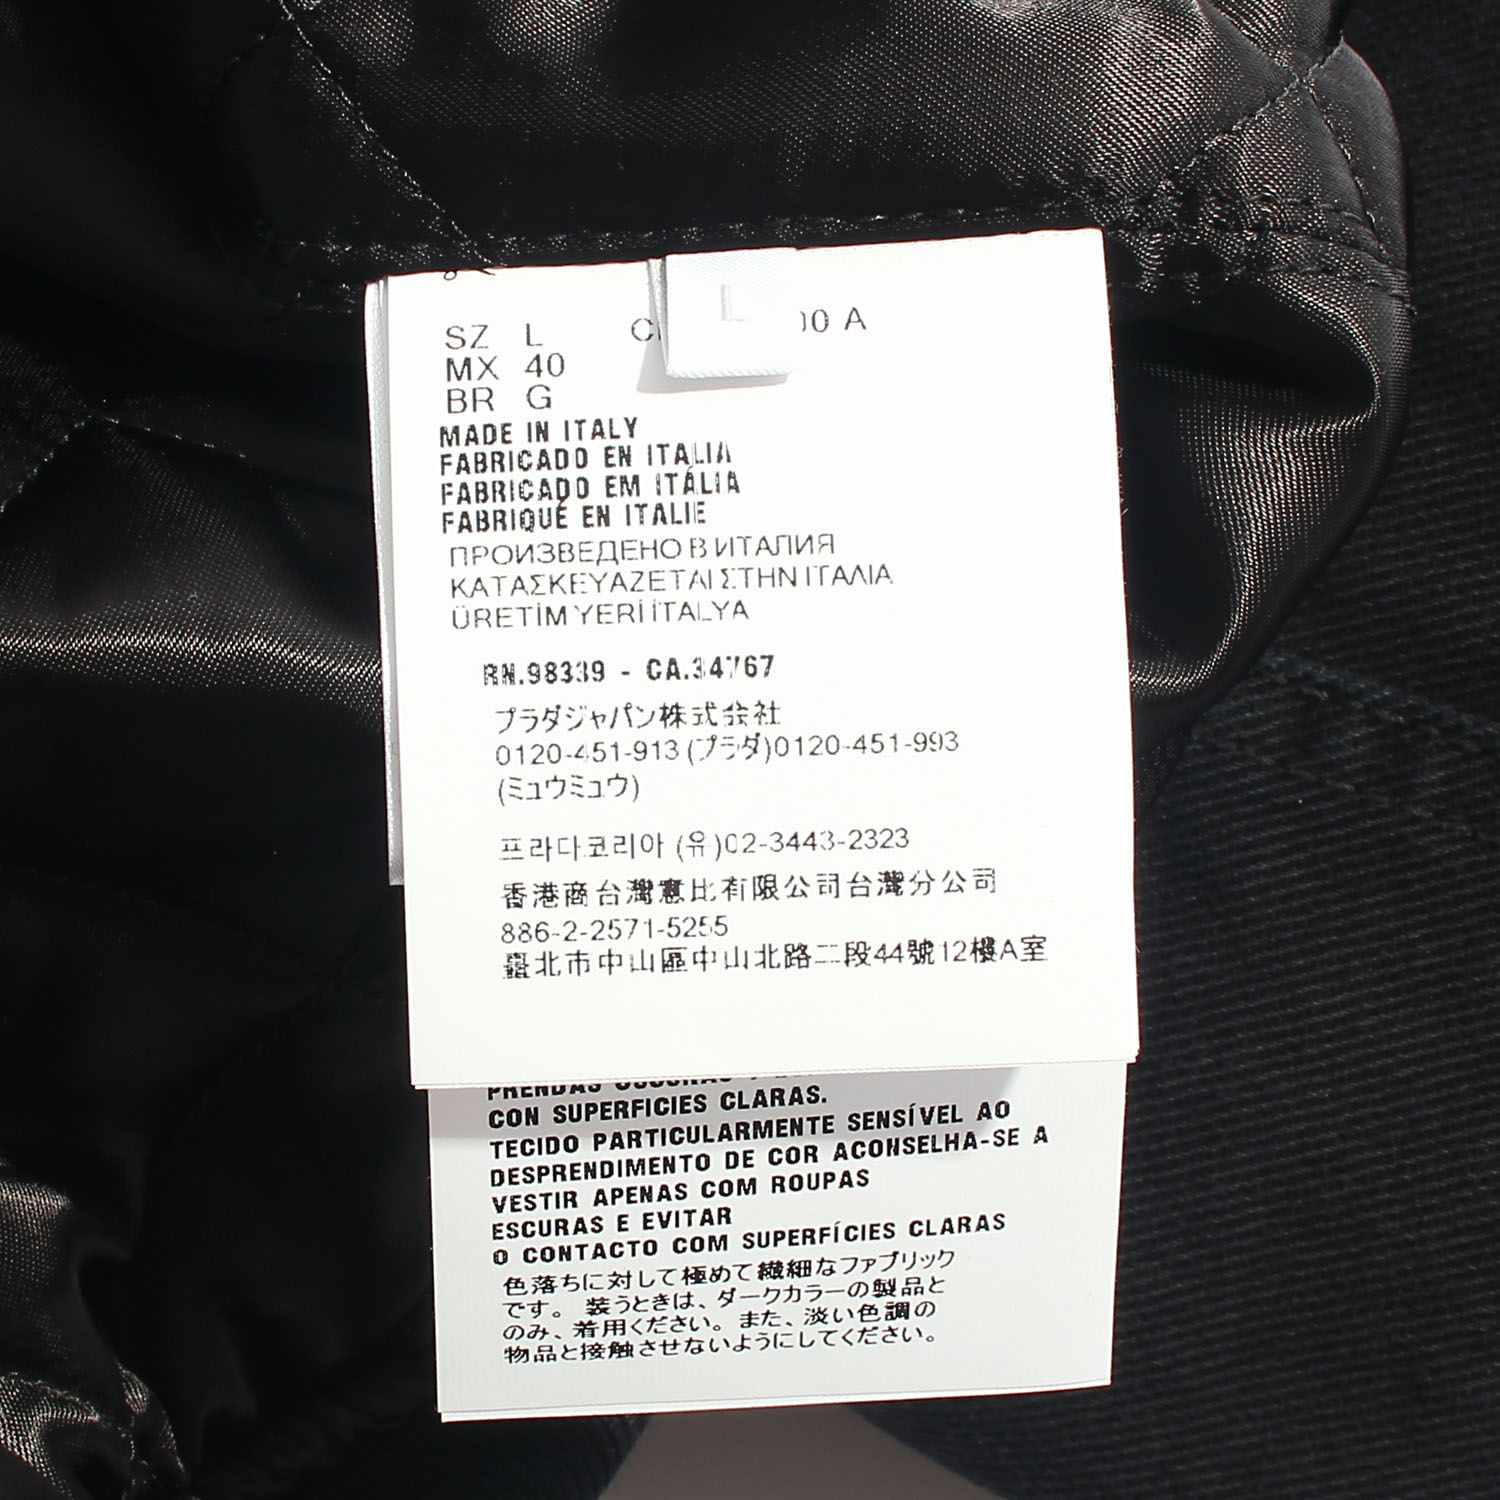 SZ L
L
00 A
MX 40
BR G
MADE IN ITALY
FABRICADO EN ITALIA
FABRICADO EM ITÁLIA
FABRIQUÉ EN ITALIE
ПРОИЗВЕДЕНО В ИТАЛИЯ
ΚΑΤΑΣΚΕΥΑΖΕΤΑΙ ΣΤΗΝ ΙΤΑΛΙΑ
ÜRETİM YERİ İTALYA
RN.98339 - CA.34767
プラダジャパン株式会社
0120-451-913 (プラダ)0120-451-993
(ミュウミュウ)
프라다코리아 (유)02-3443-2323
香港商台灣意比有限公司台灣分公司
886-2-2571-5255
臺北市中山區中山北路二段44號12樓A室
PRENDAS OSCURAS
CON SUPERFICIES CLARAS.
TECIDO PARTICULARMENTE SENSÍVEL AO
DESPRENDIMENTO DE COR ACONSELHA-SE A
VESTIR APENAS COM ROUPAS
ESCURAS E EVITAR
O CONTACTO COM SUPERFÍCIES CLARAS
色落ちに対して極めて繊細なファブリック
です。 装うときは、ダークカラーの製品と
のみ、着用ください。また、淡い色調の
物品と接触させないようにしてください。